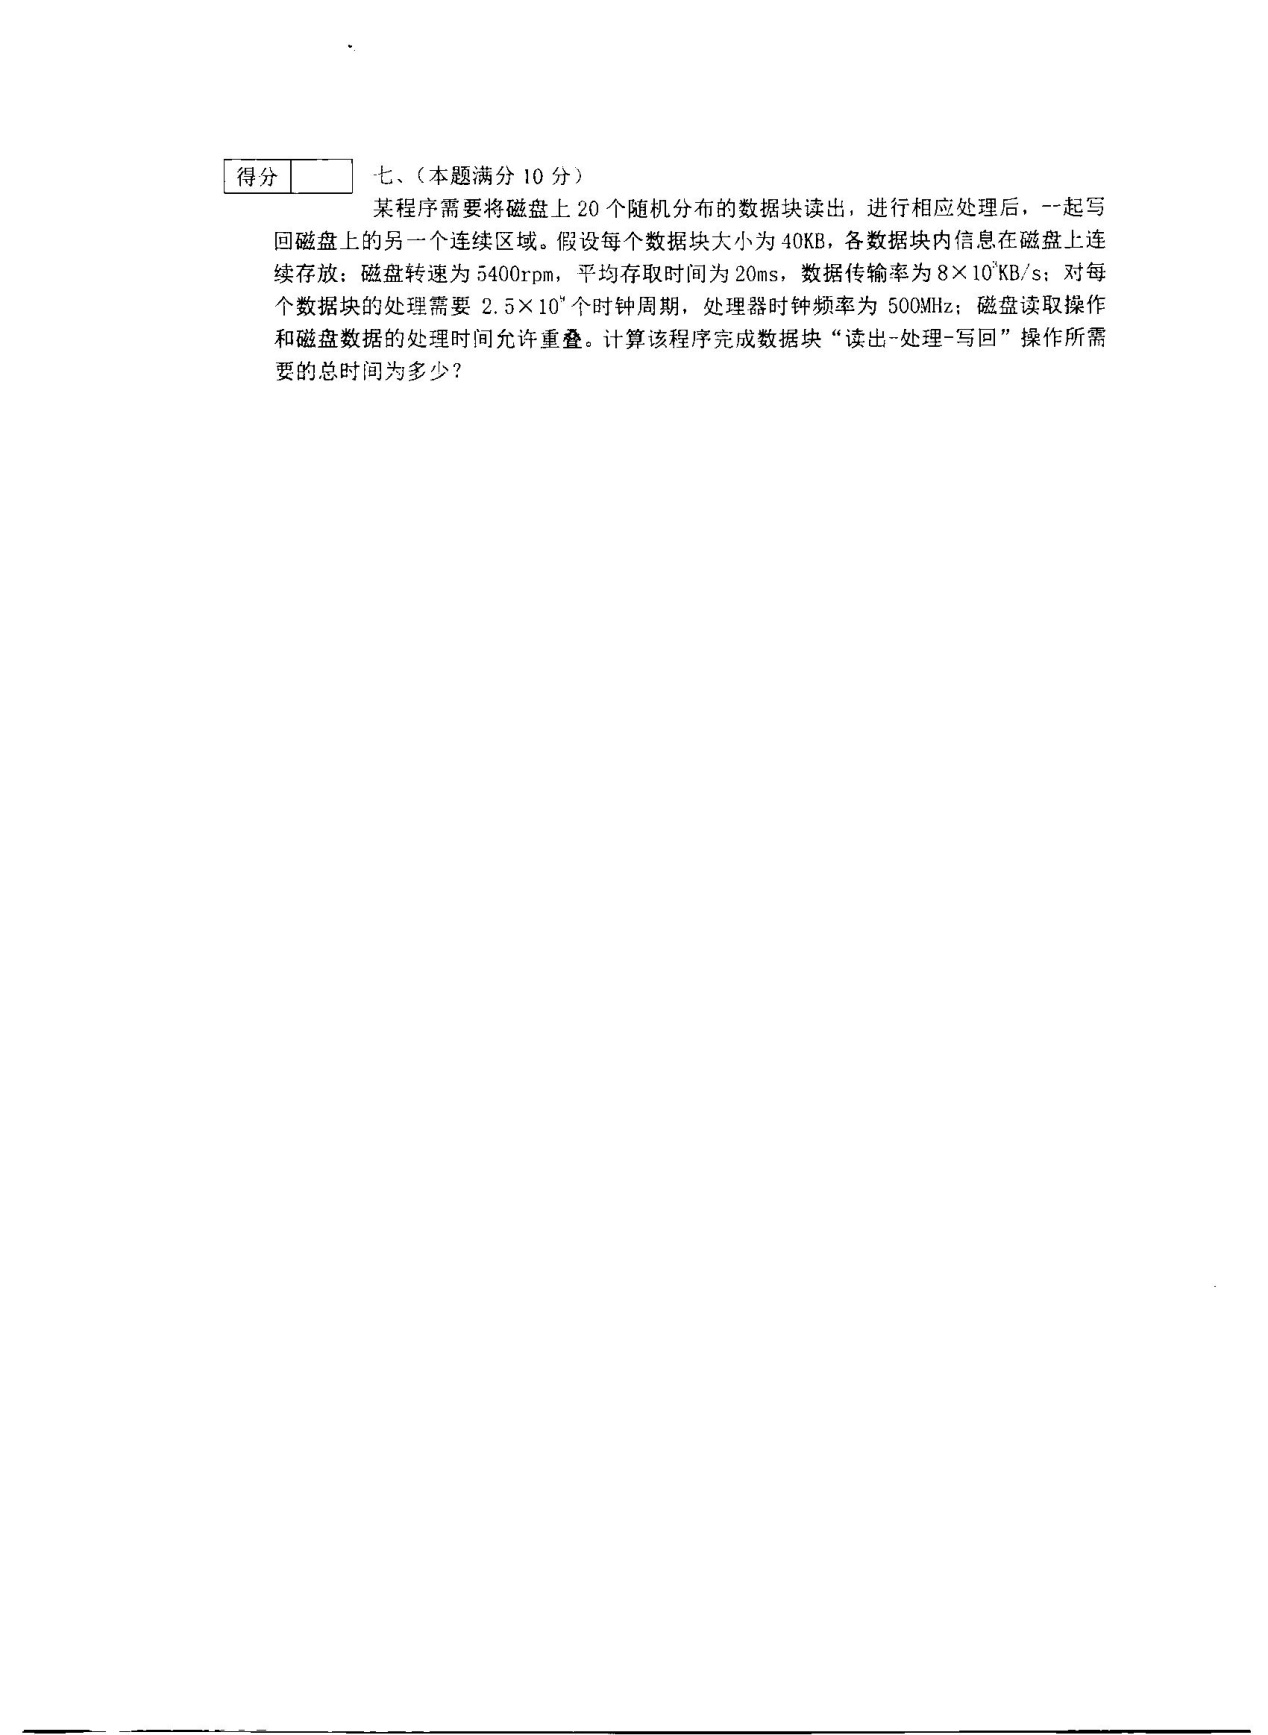 得分 七、（本题满分 10 分）
某程序需要将磁盘上 20 个随机分布的数据块读出，进行相应处理后，一起写
回磁盘上的另一个连续区域。假设每个数据块大小为 40KB，各数据块内信息在磁盘上连
续存放；磁盘转速为 5400rpm，平均存取时间为 20ms，数据传输率为 8×10 KB/s；对每
个数据块的处理需要 2.5×10 个时钟周期，处理器时钟频率为 500MHz；磁盘读取操作
和磁盘数据的处理时间允许重叠。计算该程序完成数据块“读出-处理-写回”操作所需
要的总时间为多少？